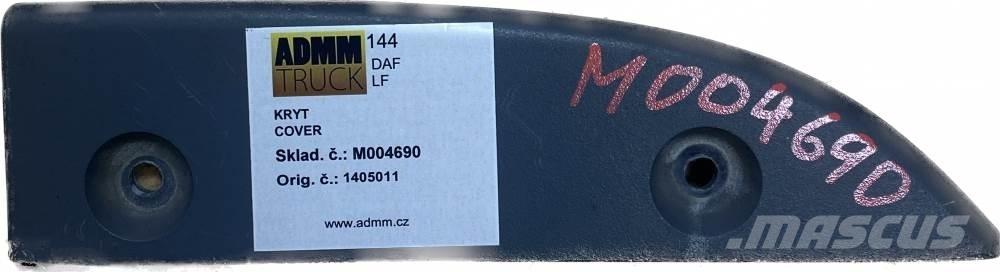 ADMM
TRUCK
144
DAF
LF
KRYT
COVER
Sklad. č.: M004690
Orig. č.: 1405011
www.admm.cz
M004690
.MASCUS